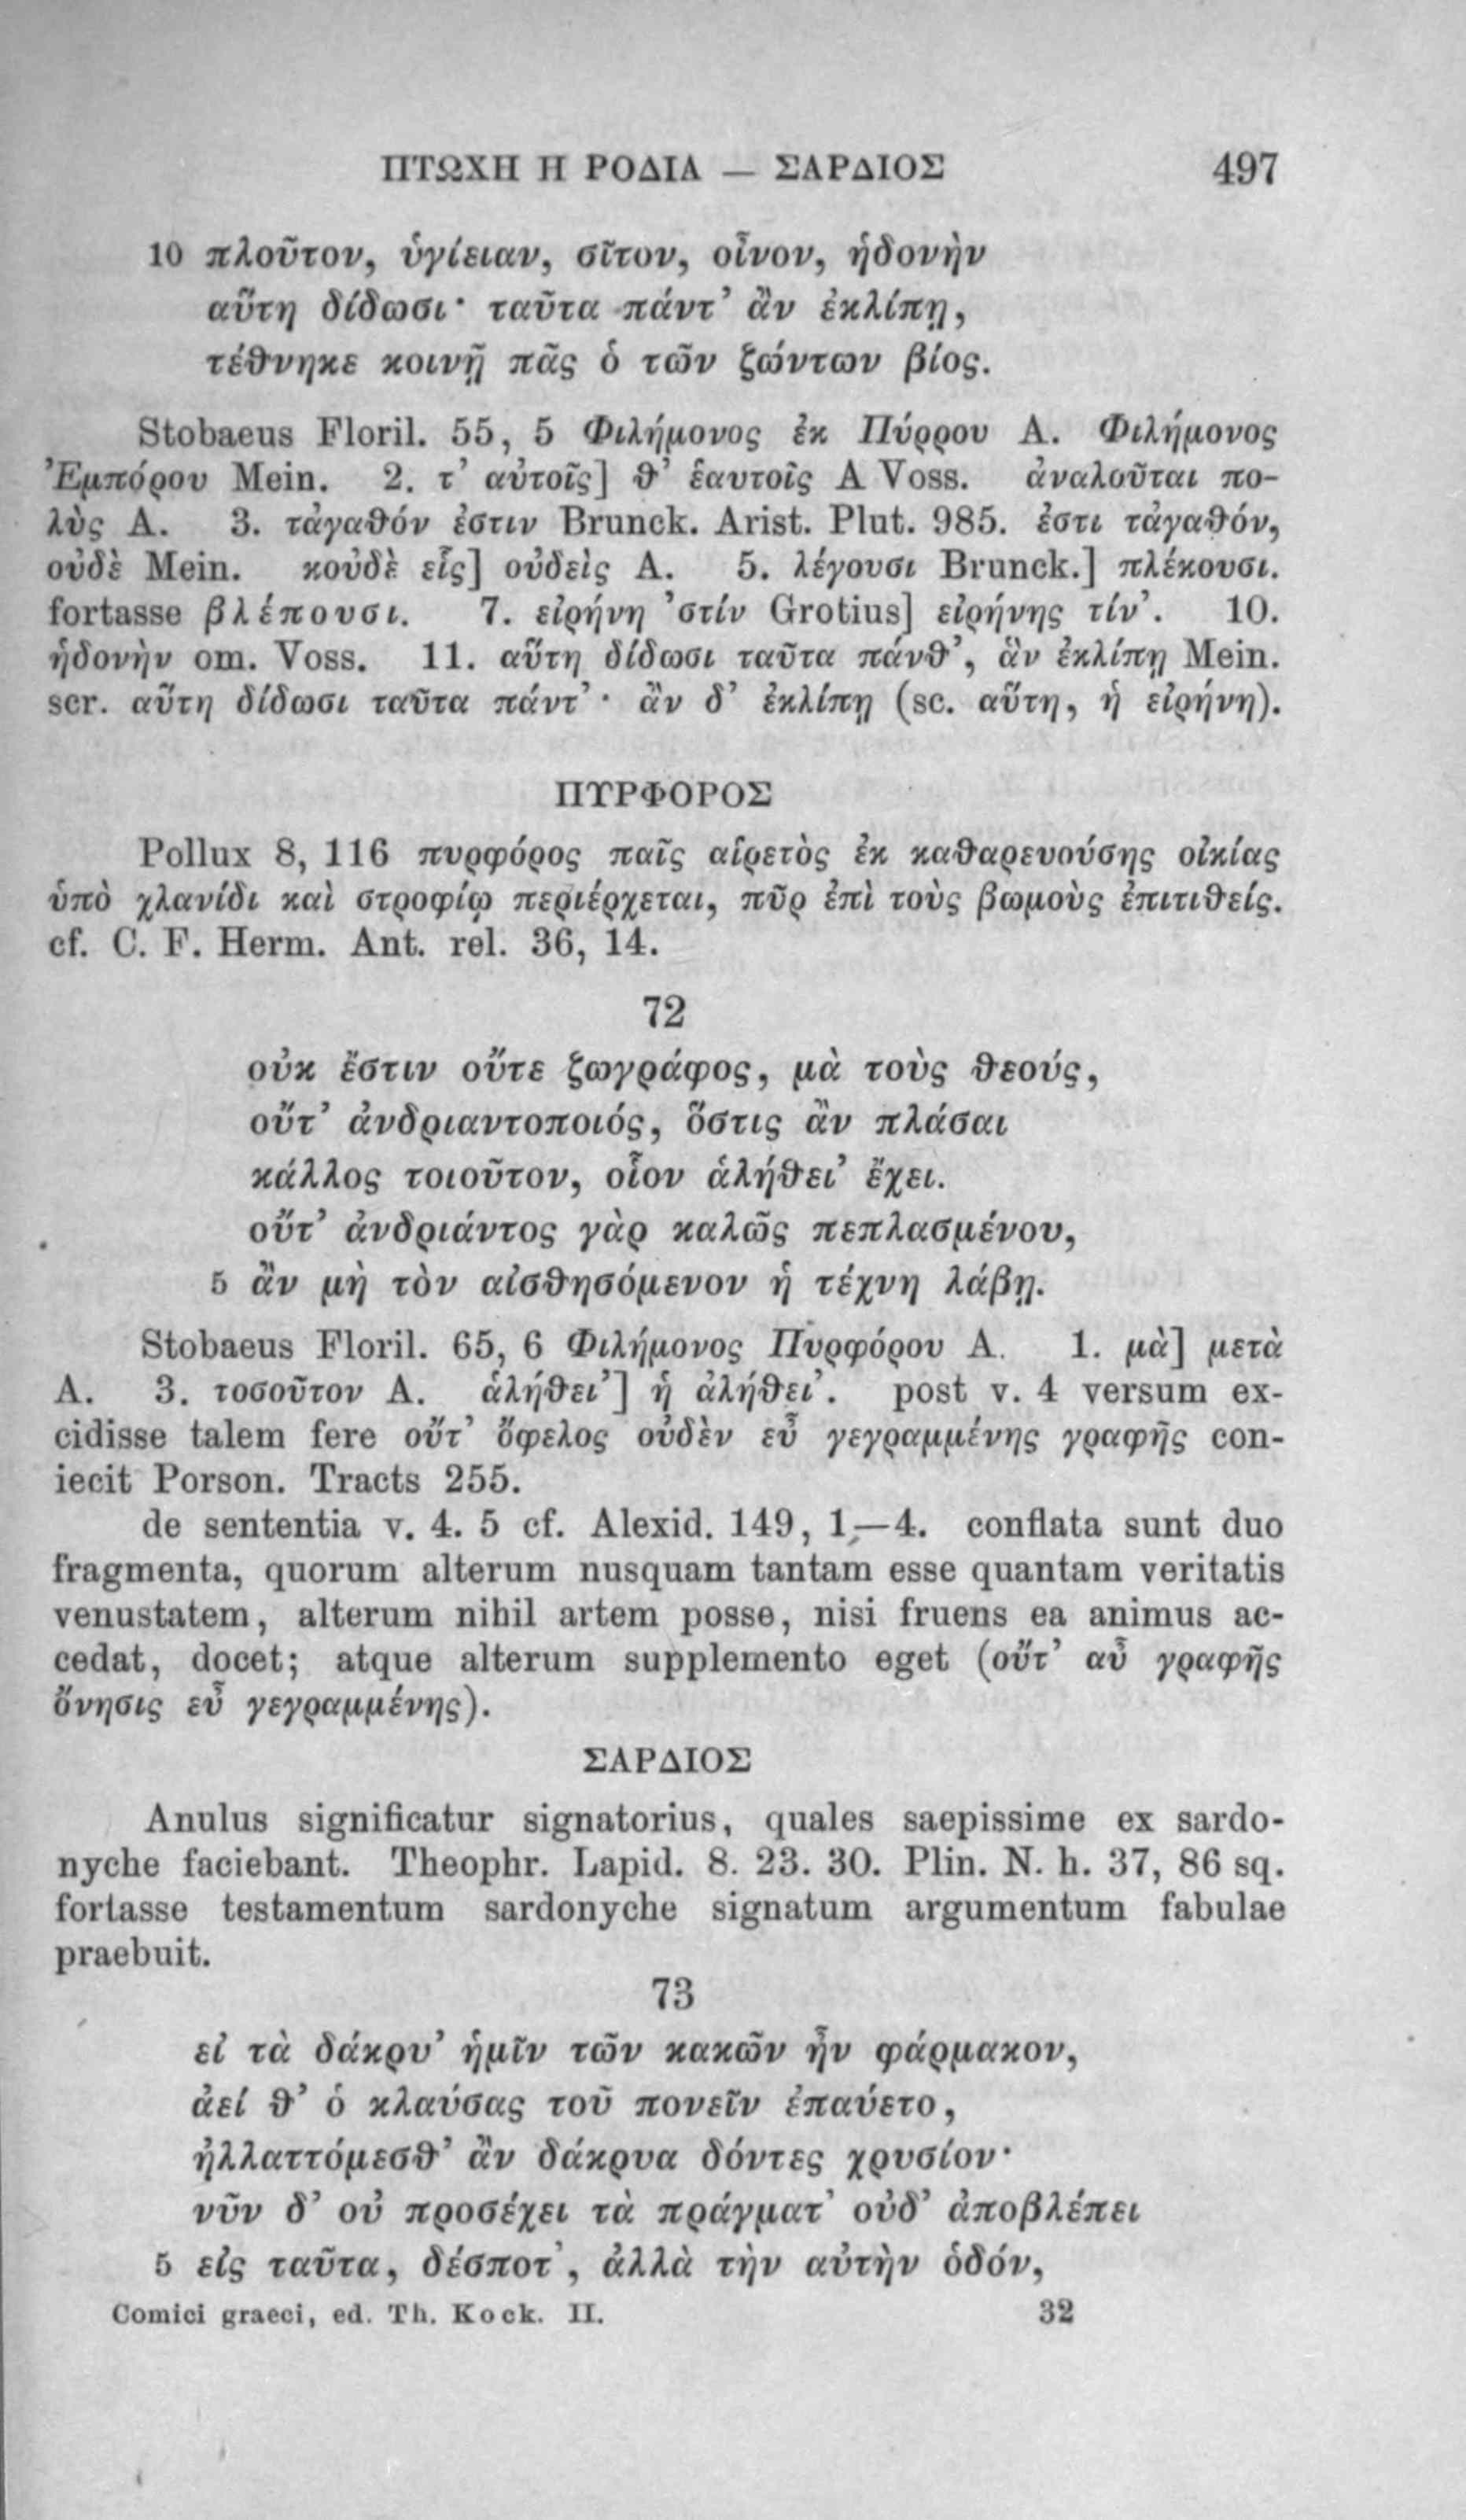 ΠΤΩΧΗ Η ΡΟΔΙΑ — ΣΑΡΔΙΟΣ 497
10 πλοῦτον, ὑγίειαν, σῖτον, οἶνον, ἡδονὴν
αὕτη δίδωσι· ταῦτα πάντ’ ἂν ἐκλίπῃ,
τέθνηκε κοινῇ πᾶς ὁ τῶν ζώντων βίος.
Stobaeus Floril. 55, 5 Φιλήμονος ἐκ Πύρρου A. Φιλήμονος
Ἐμπόρου Mein. 2. τ’ αὐτοῖς] θ’ ἑαυτοῖς A Voss. ἀναλοῦται πο-
λὺς A. 3. τἀγαθόν ἐστιν Brunck. Arist. Plut. 985. ἐστι τἀγαθόν,
οὐδὲ Mein. κοὐδὲ εἷς] οὐδεὶς A. 5. λέγουσι Brunck.] πλέκουσι.
fortasse βλέπουσι. 7. εἰρήνη ’στίν Grotius] εἰρήνης τίν’. 10.
ἡδονὴν om. Voss. 11. αὕτη δίδωσι ταῦτα πάνθ’, ἃν ἐκλίπῃ Mein.
scr. αὕτη δίδωσι ταῦτα πάντ’· ἂν δ’ ἐκλίπῃ (sc. αὕτη, ἡ εἰρήνη).
ΠΥΡΦΟΡΟΣ
Pollux 8, 116 πυρφόρος παῖς αἱρετὸς ἐκ καθαρευούσης οἰκίας
ὑπὸ χλανίδι καὶ στροφίῳ περιέρχεται, πῦρ ἐπὶ τοὺς βωμοὺς ἐπιτιθείς.
cf. C. F. Herm. Ant. rel. 36, 14.
72
οὐκ ἔστιν οὔτε ζωγράφος, μὰ τοὺς θεούς,
οὔτ’ ἀνδριαντοποιός, ὅστις ἂν πλάσαι
κάλλος τοιοῦτον, οἷον ἁλήθει’ ἔχει.
οὔτ’ ἀνδριάντος γὰρ καλῶς πεπλασμένου,
5 ἂν μὴ τὸν αἰσθησόμενον ἡ τέχνη λάβῃ.
Stobaeus Floril. 65, 6 Φιλήμονος Πυρφόρου A. 1. μὰ] μετὰ
A. 3. τοσοῦτον A. ἁλήθει’] ἡ ἀλήθει’. post v. 4 versum ex-
cidisse talem fere οὔτ’ ὄφελος οὐδὲν εὖ γεγραμμένης γραφῆς con-
iecit Porson. Tracts 255.
de sententia v. 4. 5 cf. Alexid. 149, 1,—4. conflata sunt duo
fragmenta, quorum alterum nusquam tantam esse quantam veritatis
venustatem, alterum nihil artem posse, nisi fruens ea animus ac-
cedat, docet; atque alterum supplemento eget (οὔτ’ αὖ γραφῆς
ὄνησις εὖ γεγραμμένης).
ΣΑΡΔΙΟΣ
Anulus significatur signatorius, quales saepissime ex sardo-
nyche faciebant. Theophr. Lapid. 8. 23. 30. Plin. N. h. 37, 86 sq.
fortasse testamentum sardonyche signatum argumentum fabulae
praebuit.
73
εἰ τὰ δάκρυ’ ἡμῖν τῶν κακῶν ἦν φάρμακον,
ἀεί θ’ ὁ κλαύσας τοῦ πονεῖν ἐπαύετο,
ἠλλαττόμεσθ’ ἂν δάκρυα δόντες χρυσίον·
νῦν δ’ οὐ προσέχει τὰ πράγματ’ οὐδ’ ἀποβλέπει
5 εἰς ταῦτα, δέσποτ’, ἀλλὰ τὴν αὐτὴν ὁδόν,
Comici graeci, ed. Th. Kock. II. 32